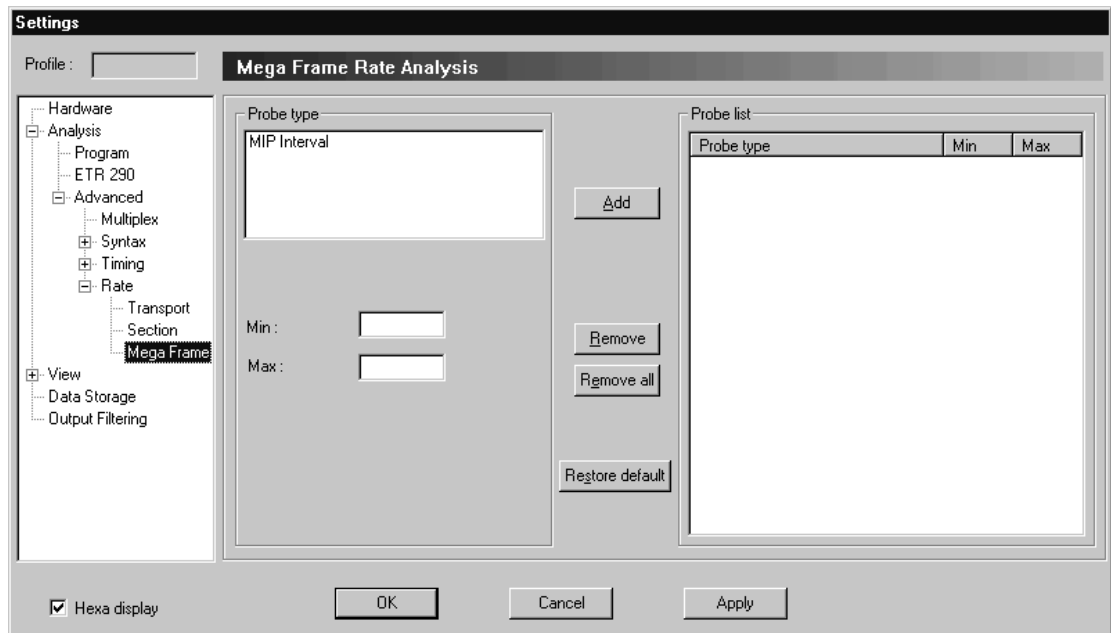 Settings
Profile :
Mega Frame Rate Analysis
Hardware
Analysis
Program
ETR 290
Advanced
Multiplex
Syntax
Timing
Rate
Transport
Section
Mega Frame
View
Data Storage
Output Filtering
Probe type
MIP Interval
Min :
Max :
Add
Remove
Remove all
Restore default
Probe list
Probe type Min Max
Hexa display
OK
Cancel
Apply